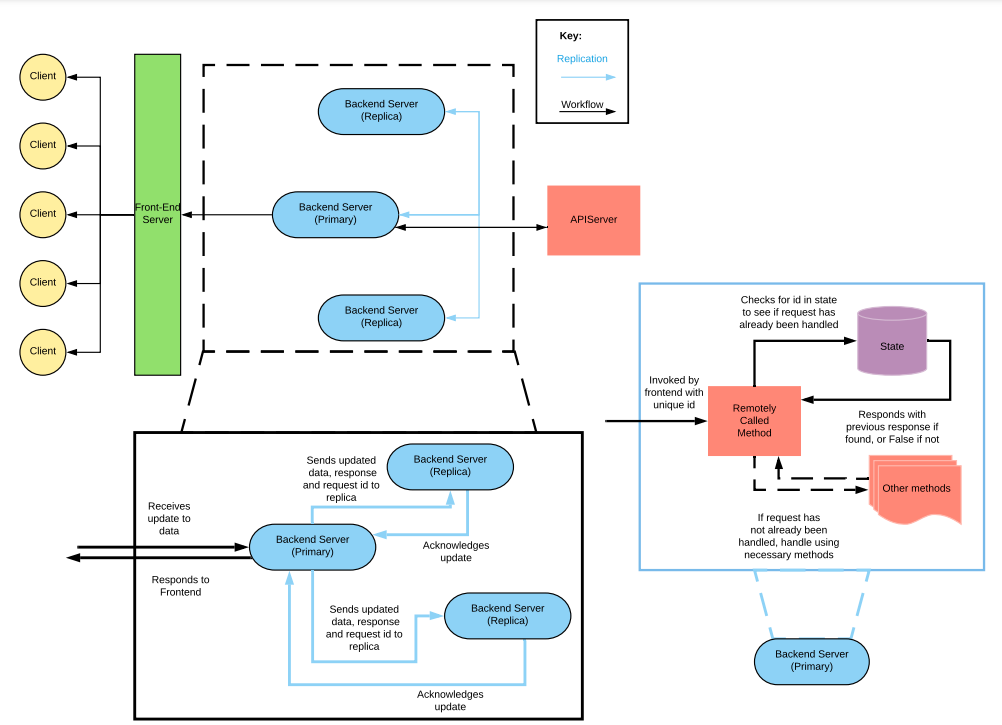 Key:
Replication
Workflow
Client
Client
Client
Client
Client
Front-End
Server
Backend Server
(Replica)
Backend Server
(Primary)
Backend Server
(Replica)
APIServer
Receives
update to
data
Responds to
Frontend
Backend Server
(Primary)
Sends updated
data, response
and request id to
replica
Backend Server
(Replica)
Acknowledges
update
Sends updated
data, response
and request id to
replica
Backend Server
(Replica)
Acknowledges
update
Checks for id in state
to see if request has
already been handled
State
Invoked by
frontend with
unique id
Remotely
Called
Method
Responds with
previous response if
found, or False if not
Other methods
If request has
not already been
handled, handle using
necessary methods
Backend Server
(Primary)